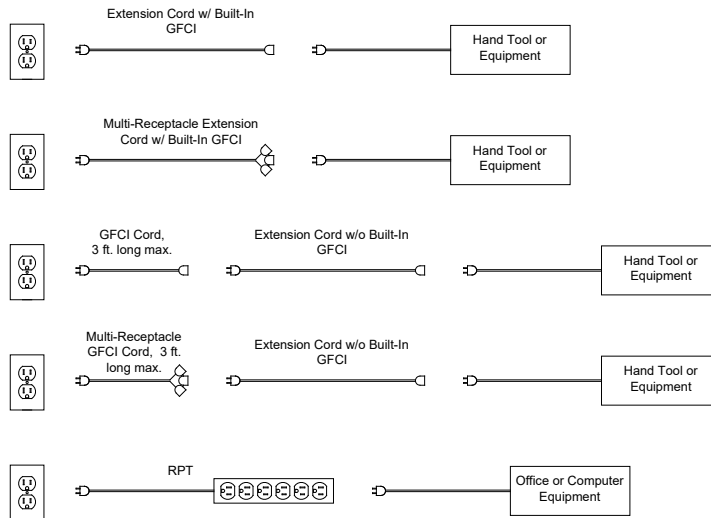 Extension Cord w/ Built-In
GFCI
Hand Tool or
Equipment
Multi-Receptacle Extension
Cord w/ Built-In GFCI
Hand Tool or
Equipment
GFCI Cord,
3 ft. long max.
Extension Cord w/o Built-In
GFCI
Hand Tool or
Equipment
Multi-Receptacle
GFCI Cord, 3 ft.
long max.
Extension Cord w/o Built-In
GFCI
Hand Tool or
Equipment
RPT
Office or Computer
Equipment